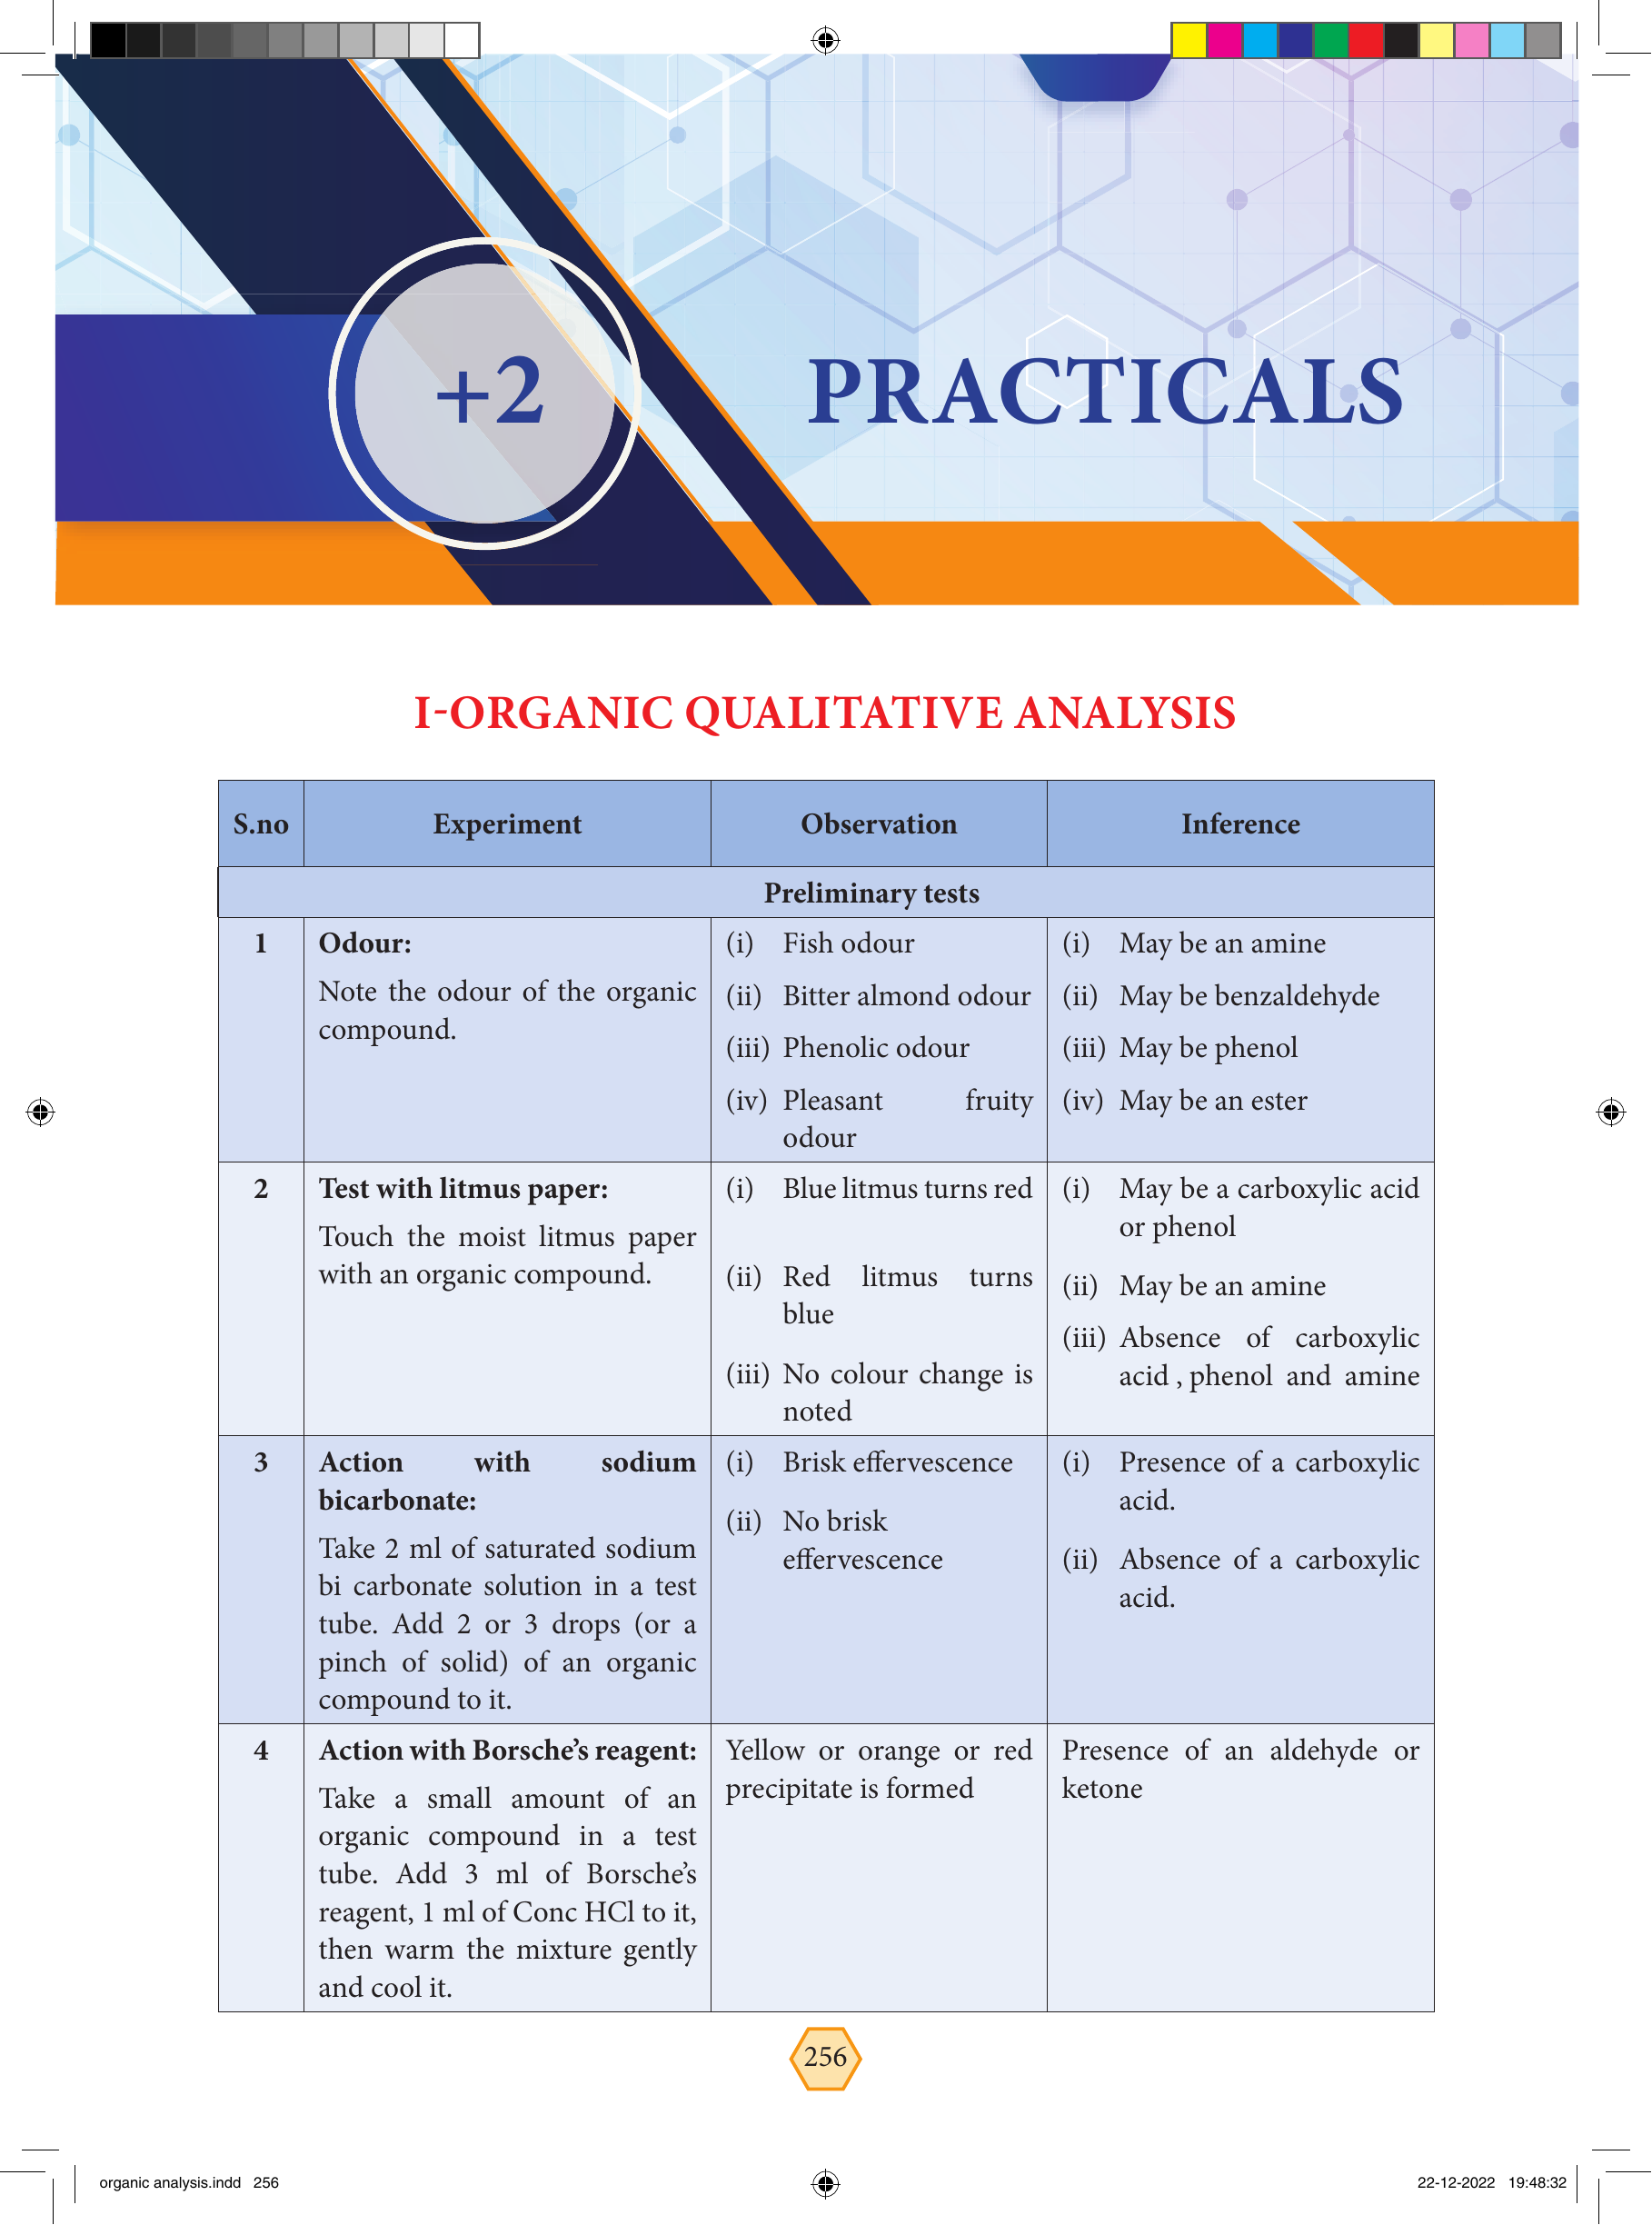 +2
PRACTICALS
I-ORGANIC QUALITATIVE ANALYSIS
S.no Experiment Observation Inference
Preliminary tests
1
Odour:
Note the odour of the organic
compound.
(i) Fish odour
(ii) Bitter almond odour
(iii) Phenolic odour
(iv) Pleasant fruity
odour
(i) May be an amine
(ii) May be benzaldehyde
(iii) May be phenol
(iv) May be an ester
2
Test with litmus paper:
Touch the moist litmus paper
with an organic compound.
(i) Blue litmus turns red
(ii) Red litmus turns
blue
(iii) No colour change is
noted
(i) May be a carboxylic acid
or phenol
(ii) May be an amine
(iii) Absence of carboxylic
acid , phenol and amine
3
Action with sodium
bicarbonate:
Take 2 ml of saturated sodium
bi carbonate solution in a test
tube. Add 2 or 3 drops (or a
pinch of solid) of an organic
compound to it.
(i) Brisk effervescence
(ii) No brisk
effervescence
(i) Presence of a carboxylic
acid.
(ii) Absence of a carboxylic
acid.
4
Action with Borsche’s reagent:
Take a small amount of an
organic compound in a test
tube. Add 3 ml of Borsche’s
reagent, 1 ml of Conc HCl to it,
then warm the mixture gently
and cool it.
Yellow or orange or red
precipitate is formed
Presence of an aldehyde or
ketone
256
organic analysis.indd 256
22-12-2022 19:48:32